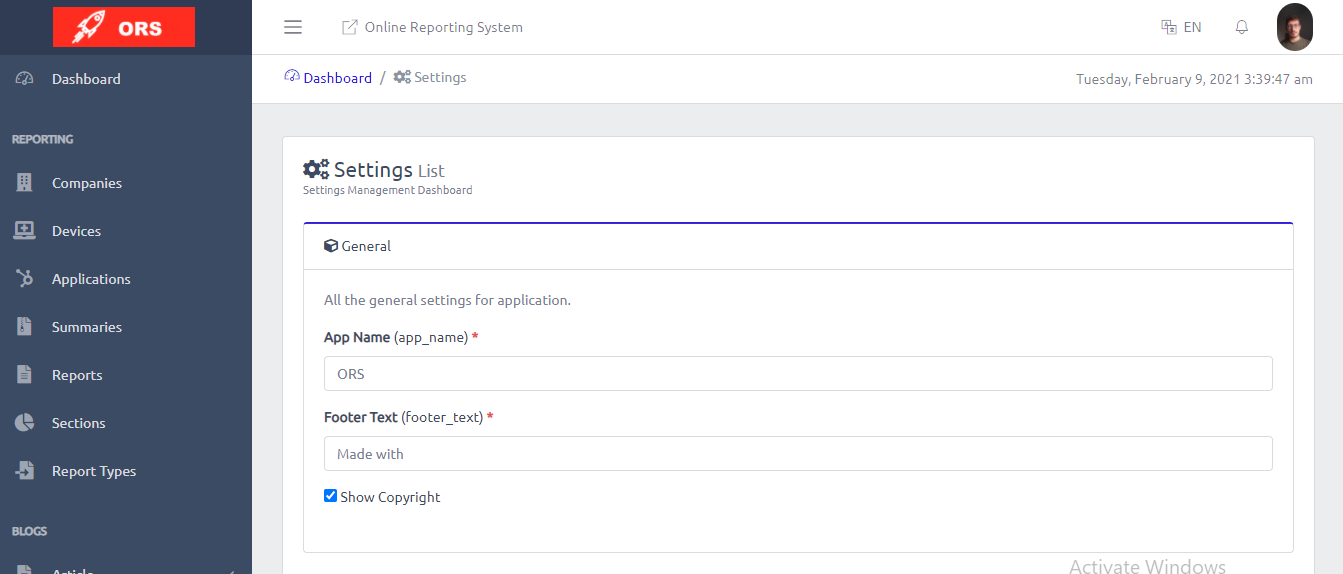 ORS
Online Reporting System
EN
Dashboard
Dashboard / Settings
Tuesday, February 9, 2021 3:39:47 am
REPORTING
Companies
Devices
Applications
Summaries
Reports
Sections
Report Types
BLOGS
Article
Settings List
Settings Management Dashboard
General
All the general settings for application.
App Name (app_name) *
ORS
Footer Text (footer_text) *
Made with
Show Copyright
Activate Windows